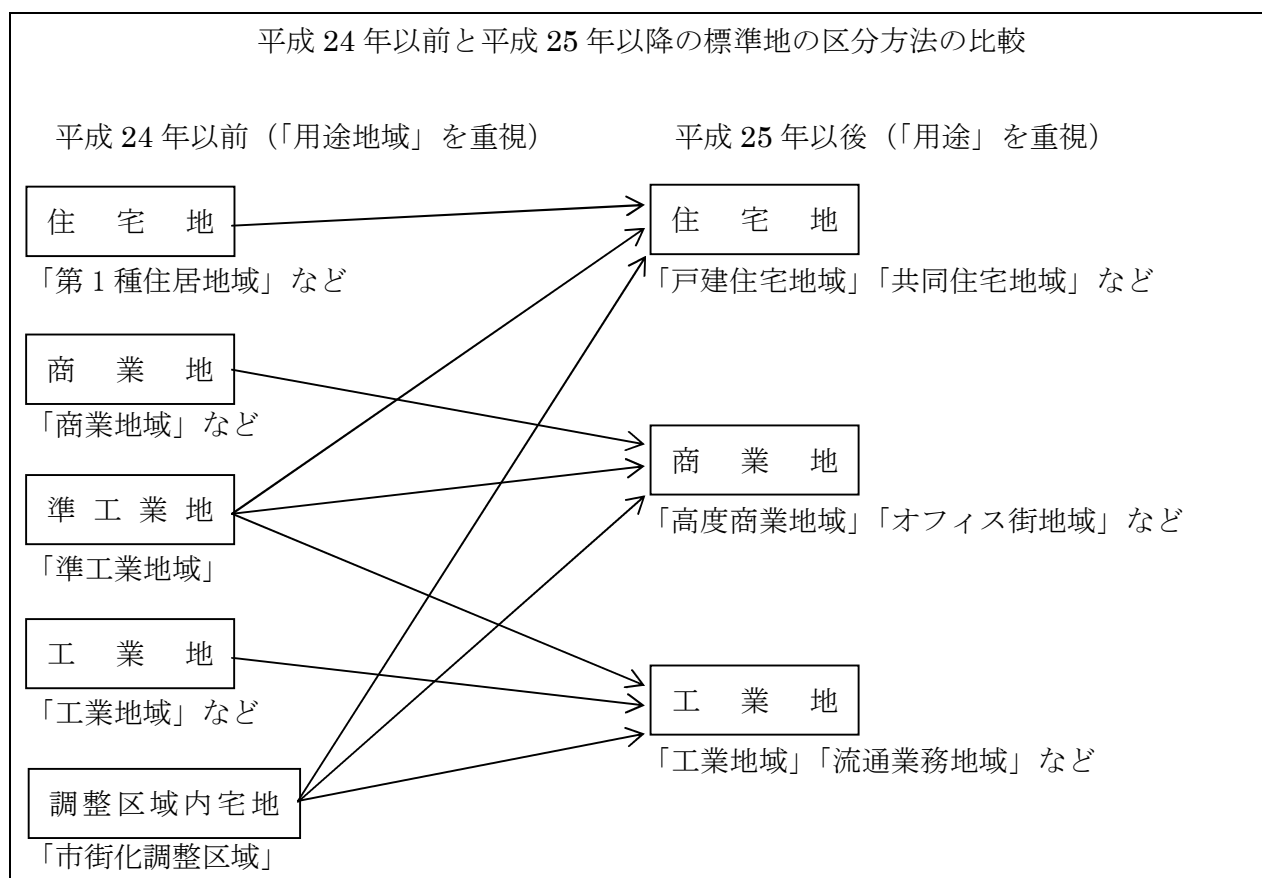 平成 24 年以前と平成 25 年以降の標準地の区分方法の比較
平成 24 年以前（「用途地域」を重視）
平成 25 年以後（「用途」を重視）
住宅地
「第１種住居地域」など
商業地
「商業地域」など
準工業地
「準工業地域」
工業地
「工業地域」など
調整区域内宅地
「市街化調整区域」
住宅地
「戸建住宅地域」「共同住宅地域」など
商業地
「高度商業地域」「オフィス街地域」など
工業地
「工業地域」「流通業務地域」など